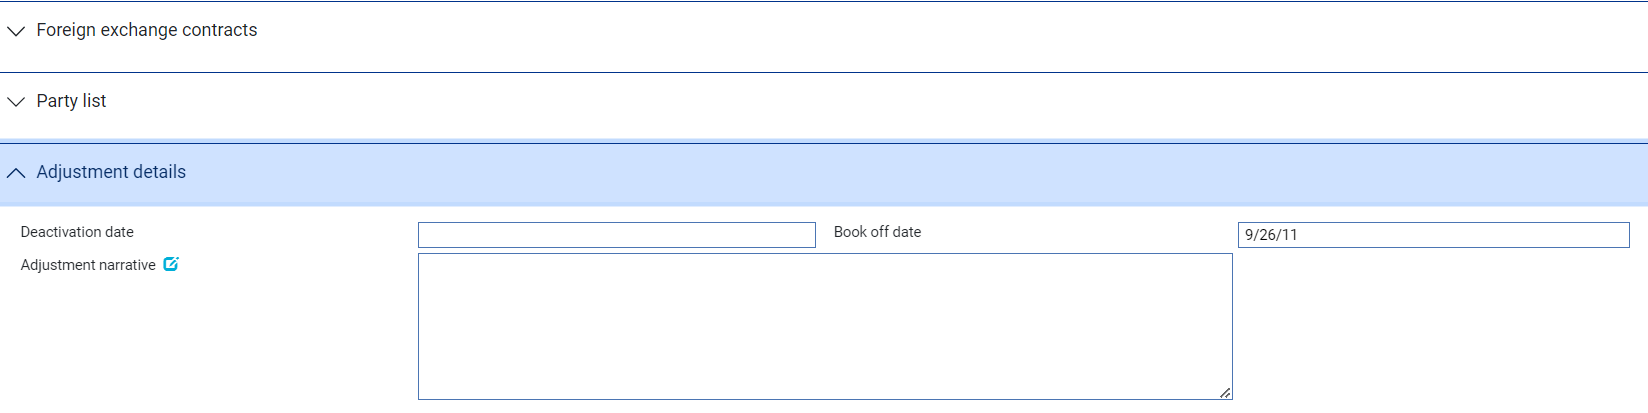 Foreign exchange contracts
Party list
Adjustment details
Deactivation date
Book off date
9/26/11
Adjustment narrative